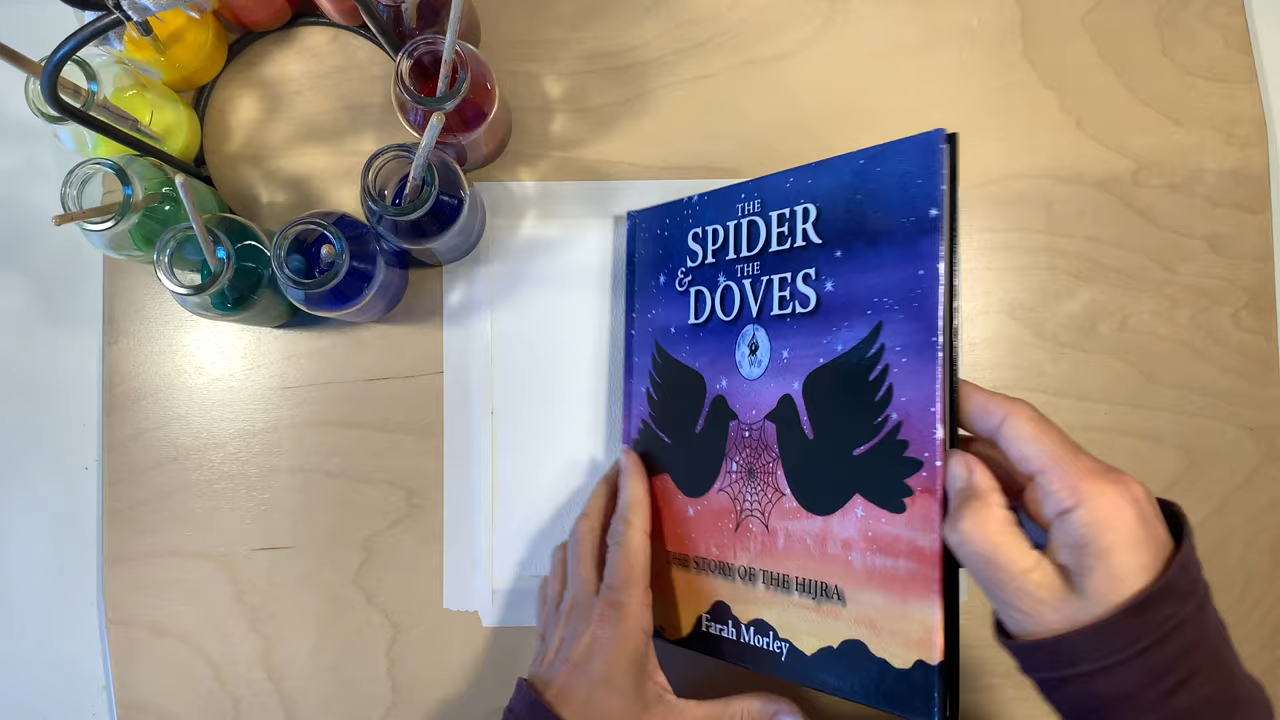 THE
SPIDER
& THE
DOVES
THE STORY OF THE HIJRA
Farah Morley